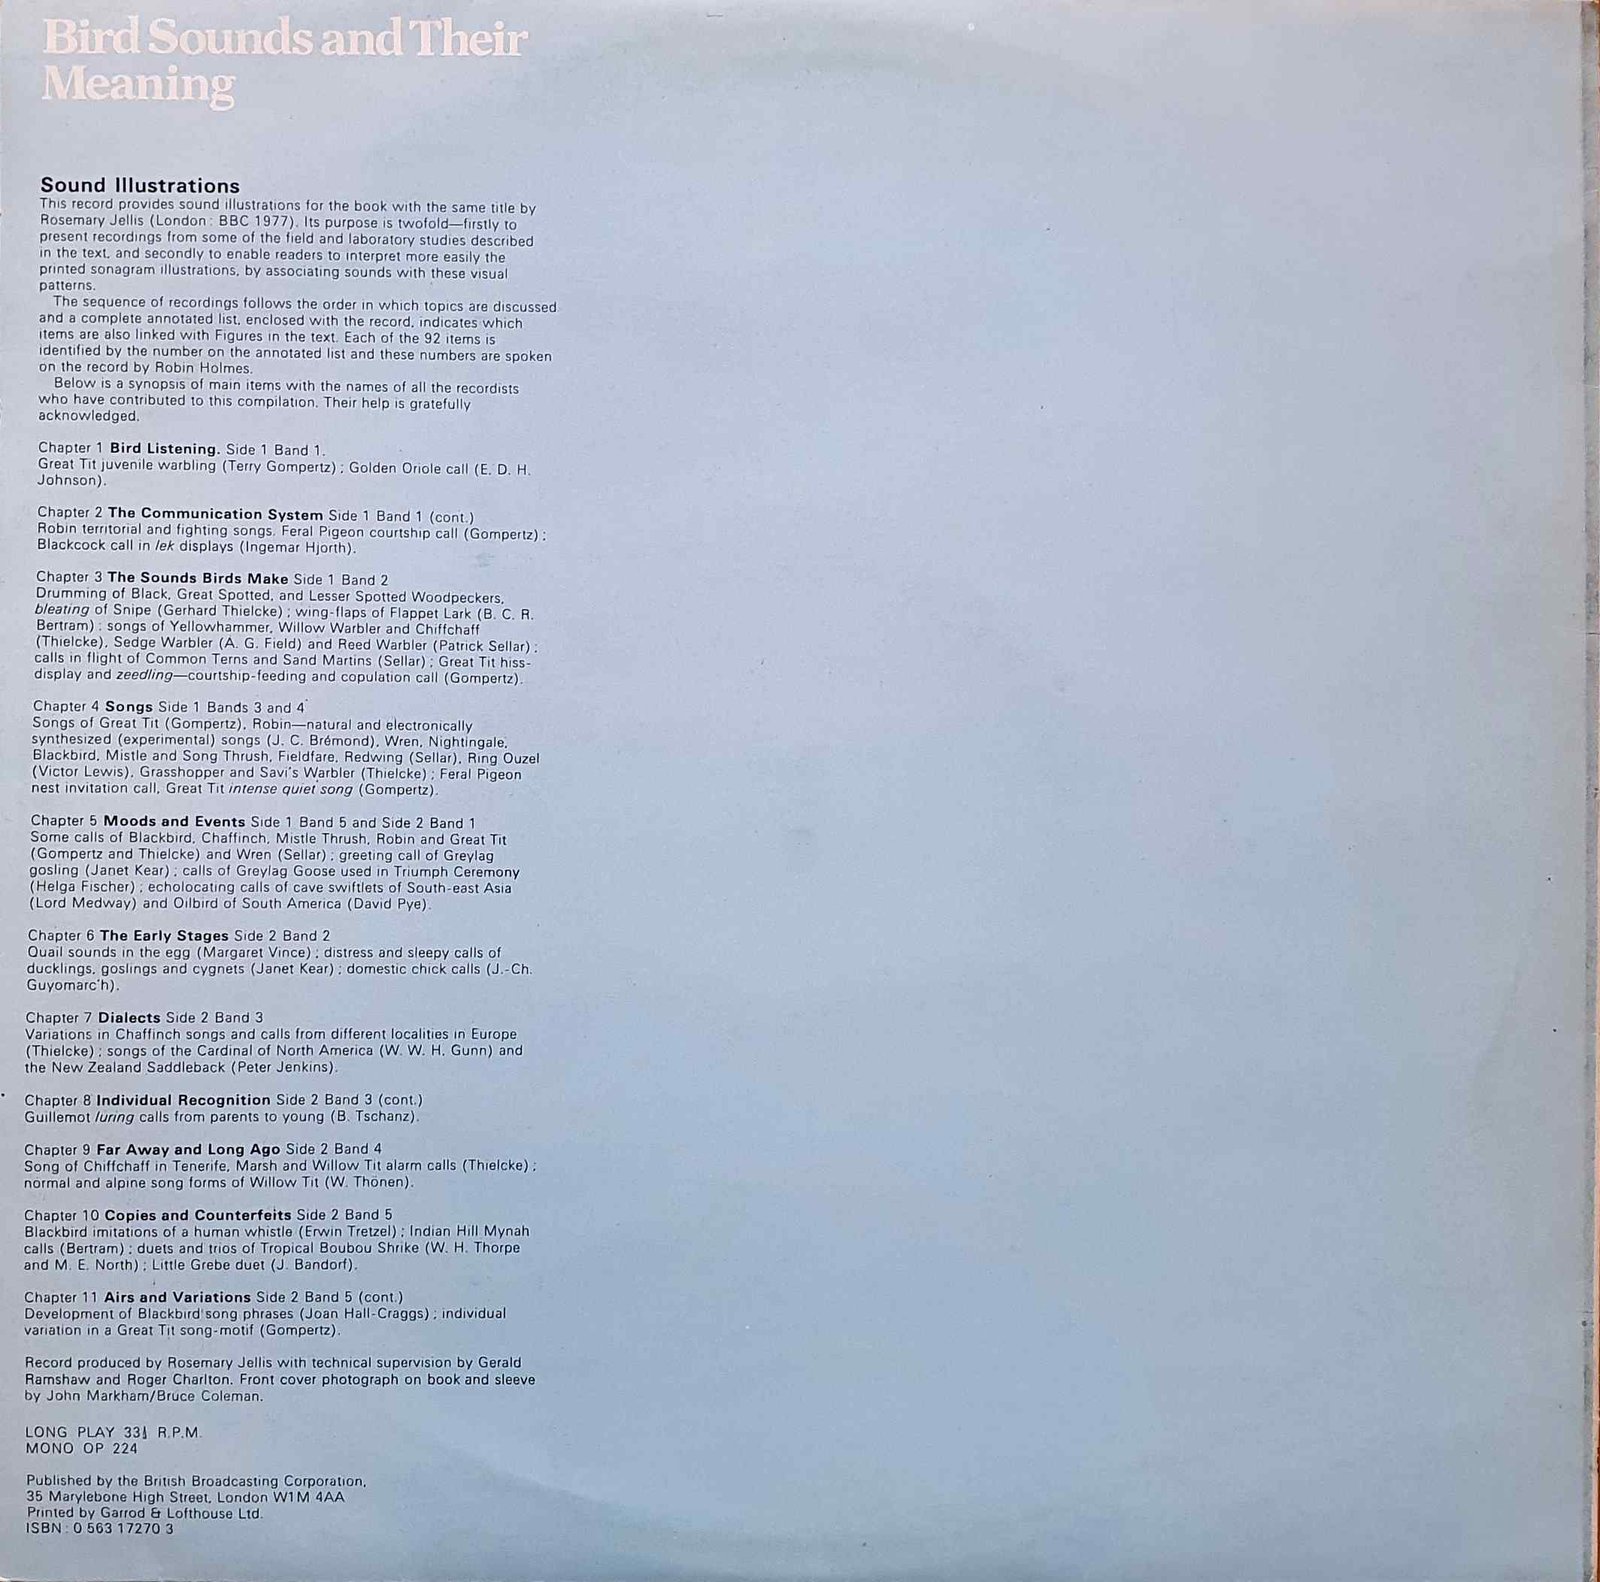 Bird Sounds and Their
Meaning
Sound Illustrations
This record provides sound illustrations for the book with the same title by
Rosemary Jellis (London: BBC 1977). Its purpose is twofold—firstly to
present recordings from some of the field and laboratory studies described
in the text, and secondly to enable readers to interpret more easily the
printed sonagram illustrations, by associating sounds with these visual
patterns.
The sequence of recordings follows the order in which topics are discussed
and a complete annotated list, enclosed with the record, indicates which
items are also linked with Figures in the text. Each of the 92 items is
identified by the number on the annotated list and these numbers are spoken
on the record by Robin Holmes.
Below is a synopsis of main items with the names of all the recordists
who have contributed to this compilation. Their help is gratefully
acknowledged.
Chapter 1 Bird Listening. Side 1 Band 1.
Great Tit juvenile warbling (Terry Gompertz); Golden Oriole call (E. D. H.
Johnson).
Chapter 2 The Communication System Side 1 Band 1 (cont.)
Robin territorial and fighting songs, Feral Pigeon courtship call (Gompertz);
Blackcock call in lek displays (Ingemar Hjorth).
Chapter 3 The Sounds Birds Make Side 1 Band 2
Drumming of Black, Great Spotted, and Lesser Spotted Woodpeckers,
bleating of Snipe (Gerhard Thielcke); wing-flaps of Flappet Lark (B. C. R.
Bertram); songs of Yellowhammer, Willow Warbler and Chiffchaff
(Thielcke), Sedge Warbler (A. G. Field) and Reed Warbler (Patrick Sellar);
calls in flight of Common Terns and Sand Martins (Sellar); Great Tit hiss-
display and zeedling—courtship-feeding and copulation call (Gompertz).
Chapter 4 Songs Side 1 Bands 3 and 4
Songs of Great Tit (Gompertz), Robin—natural and electronically
synthesized (experimental) songs (J. C. Brémond), Wren, Nightingale,
Blackbird, Mistle and Song Thrush, Fieldfare, Redwing (Sellar), Ring Ouzel
(Victor Lewis), Grasshopper and Savi's Warbler (Thielcke); Feral Pigeon
nest invitation call, Great Tit intense quiet song (Gompertz).
Chapter 5 Moods and Events Side 1 Band 5 and Side 2 Band 1
Some calls of Blackbird, Chaffinch, Mistle Thrush, Robin and Great Tit
(Gompertz and Thielcke) and Wren (Sellar); greeting call of Greylag
gosling (Janet Kear); calls of Greylag Goose used in Triumph Ceremony
(Helga Fischer); echolocating calls of cave swiftlets of South-east Asia
(Lord Medway) and Oilbird of South America (David Pye).
Chapter 6 The Early Stages Side 2 Band 2
Quail sounds in the egg (Margaret Vince); distress and sleepy calls of
ducklings, goslings and cygnets (Janet Kear); domestic chick calls (J.-Ch.
Guyomarc'h).
Chapter 7 Dialects Side 2 Band 3
Variations in Chaffinch songs and calls from different localities in Europe
(Thielcke); songs of the Cardinal of North America (W. W. H. Gunn) and
the New Zealand Saddleback (Peter Jenkins).
Chapter 8 Individual Recognition Side 2 Band 3 (cont.)
Guillemot luring calls from parents to young (B. Tschanz).
Chapter 9 Far Away and Long Ago Side 2 Band 4
Song of Chiffchaff in Tenerife, Marsh and Willow Tit alarm calls (Thielcke);
normal and alpine song forms of Willow Tit (W. Thönen).
Chapter 10 Copies and Counterfeits Side 2 Band 5
Blackbird imitations of a human whistle (Erwin Tretzel); Indian Hill Mynah
calls (Bertram); duets and trios of Tropical Boubou Shrike (W. H. Thorpe
and M. E. North); Little Grebe duet (J. Bandorf).
Chapter 11 Airs and Variations Side 2 Band 5 (cont.)
Development of Blackbird song phrases (Joan Hall-Craggs); individual
variation in a Great Tit song-motif (Gompertz).
Record produced by Rosemary Jellis with technical supervision by Gerald
Ramshaw and Roger Charlton. Front cover photograph on book and sleeve
by John Markham/Bruce Coleman.
LONG PLAY 33⅓ R.P.M.
MONO OP 224
Published by the British Broadcasting Corporation,
35 Marylebone High Street, London W1M 4AA
Printed by Garrod & Lofthouse Ltd.
ISBN: 0 563 17270 3